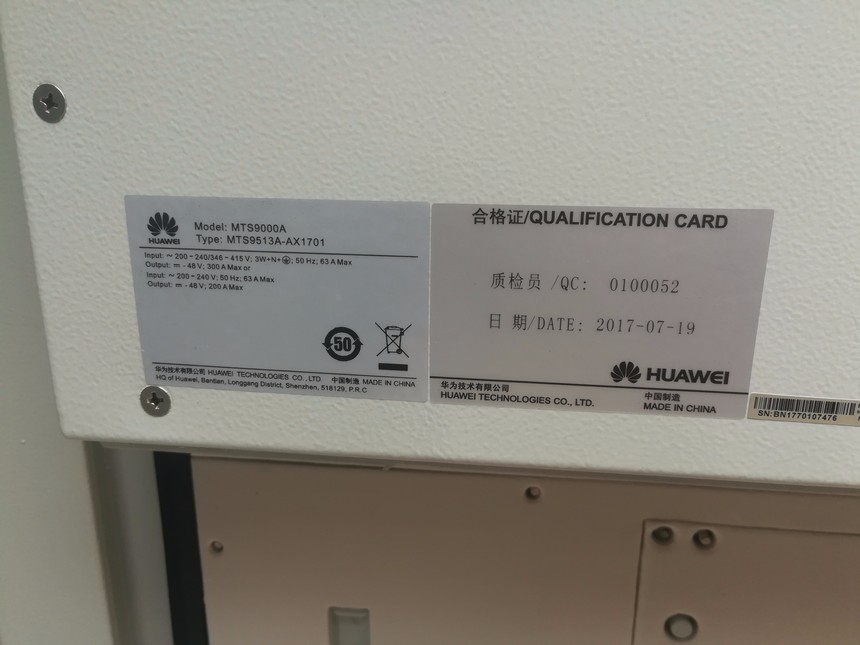 HUAWEI
Model: MTS9000A
Type: MTS9513A-AX1701
Input: ~ 200-240/346-415 V; 3W+N+⏚; 50 Hz; 63 A Max
Output: ⎓ -48 V; 300 A Max or
Input: ~ 200-240 V; 50 Hz; 63 A Max
Output: ⎓ -48 V; 200 A Max
50
华为技术有限公司 HUAWEI TECHNOLOGIES CO., LTD. 中国制造 MADE IN CHINA
HQ of Huawei, Bantian, Longgang District, Shenzhen, 518129, P.R.C
合格证/QUALIFICATION CARD
质检员 /QC: 0100052
日 期/DATE: 2017-07-19
HUAWEI
华为技术有限公司
HUAWEI TECHNOLOGIES CO., LTD.
中国制造
MADE IN CHINA
SN:BN1770107476